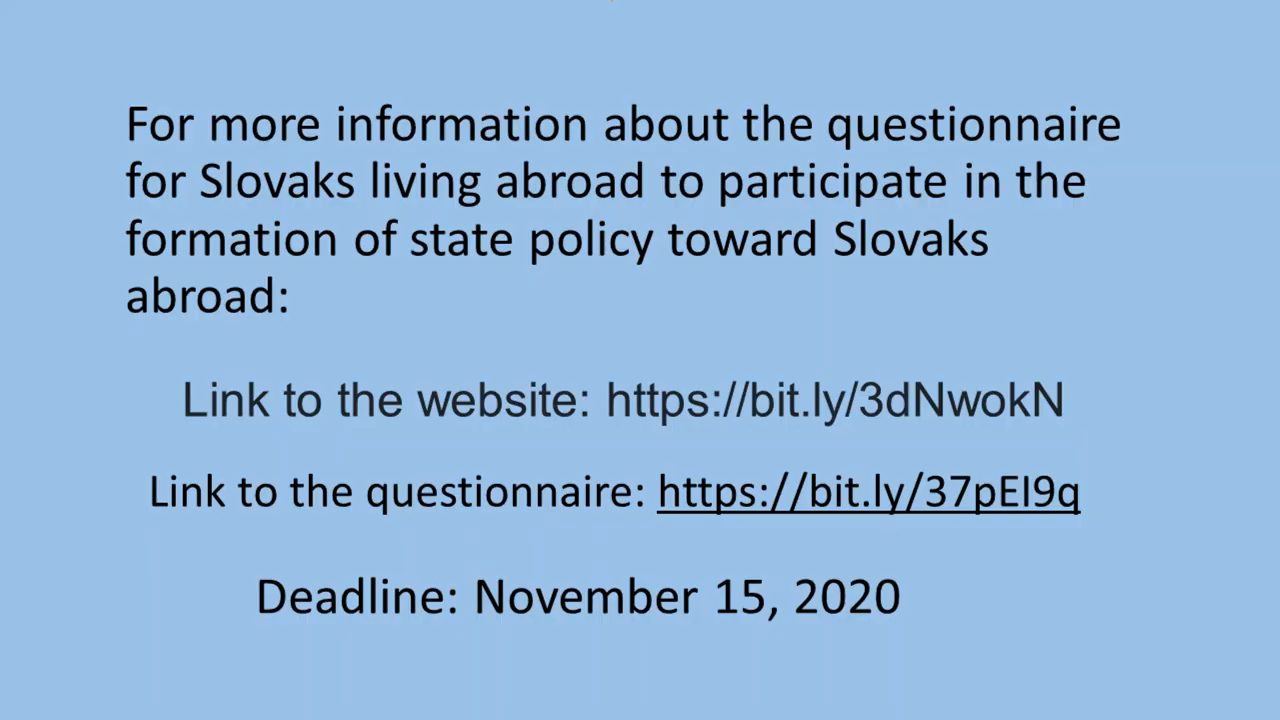 For more information about the questionnaire
for Slovaks living abroad to participate in the
formation of state policy toward Slovaks
abroad:
Link to the website: https://bit.ly/3dNwokN
Link to the questionnaire: https://bit.ly/37pEI9q
Deadline: November 15, 2020